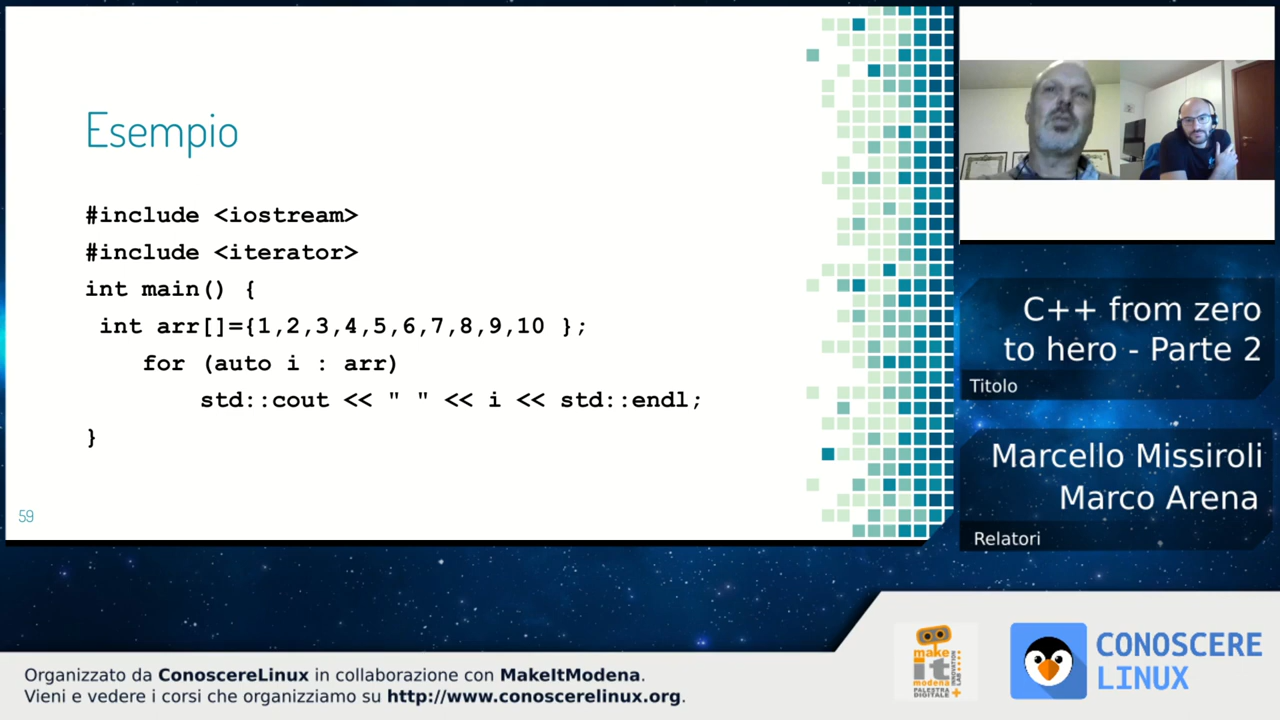 Esempio
#include <iostream>
#include <iterator>
int main() {
 int arr[]={1,2,3,4,5,6,7,8,9,10 };
    for (auto i : arr)
        std::cout << " " << i << std::endl;
}
59
C++ from zero
to hero - Parte 2
Titolo
Marcello Missiroli
Marco Arena
Relatori
make
it
modena
PALESTRA
DIGITALE
INNOVATION
LAB
CONOSCERE
LINUX
Organizzato da ConoscereLinux in collaborazione con MakeItModena.
Vieni e vedere i corsi che organizziamo su http://www.conoscerelinux.org.